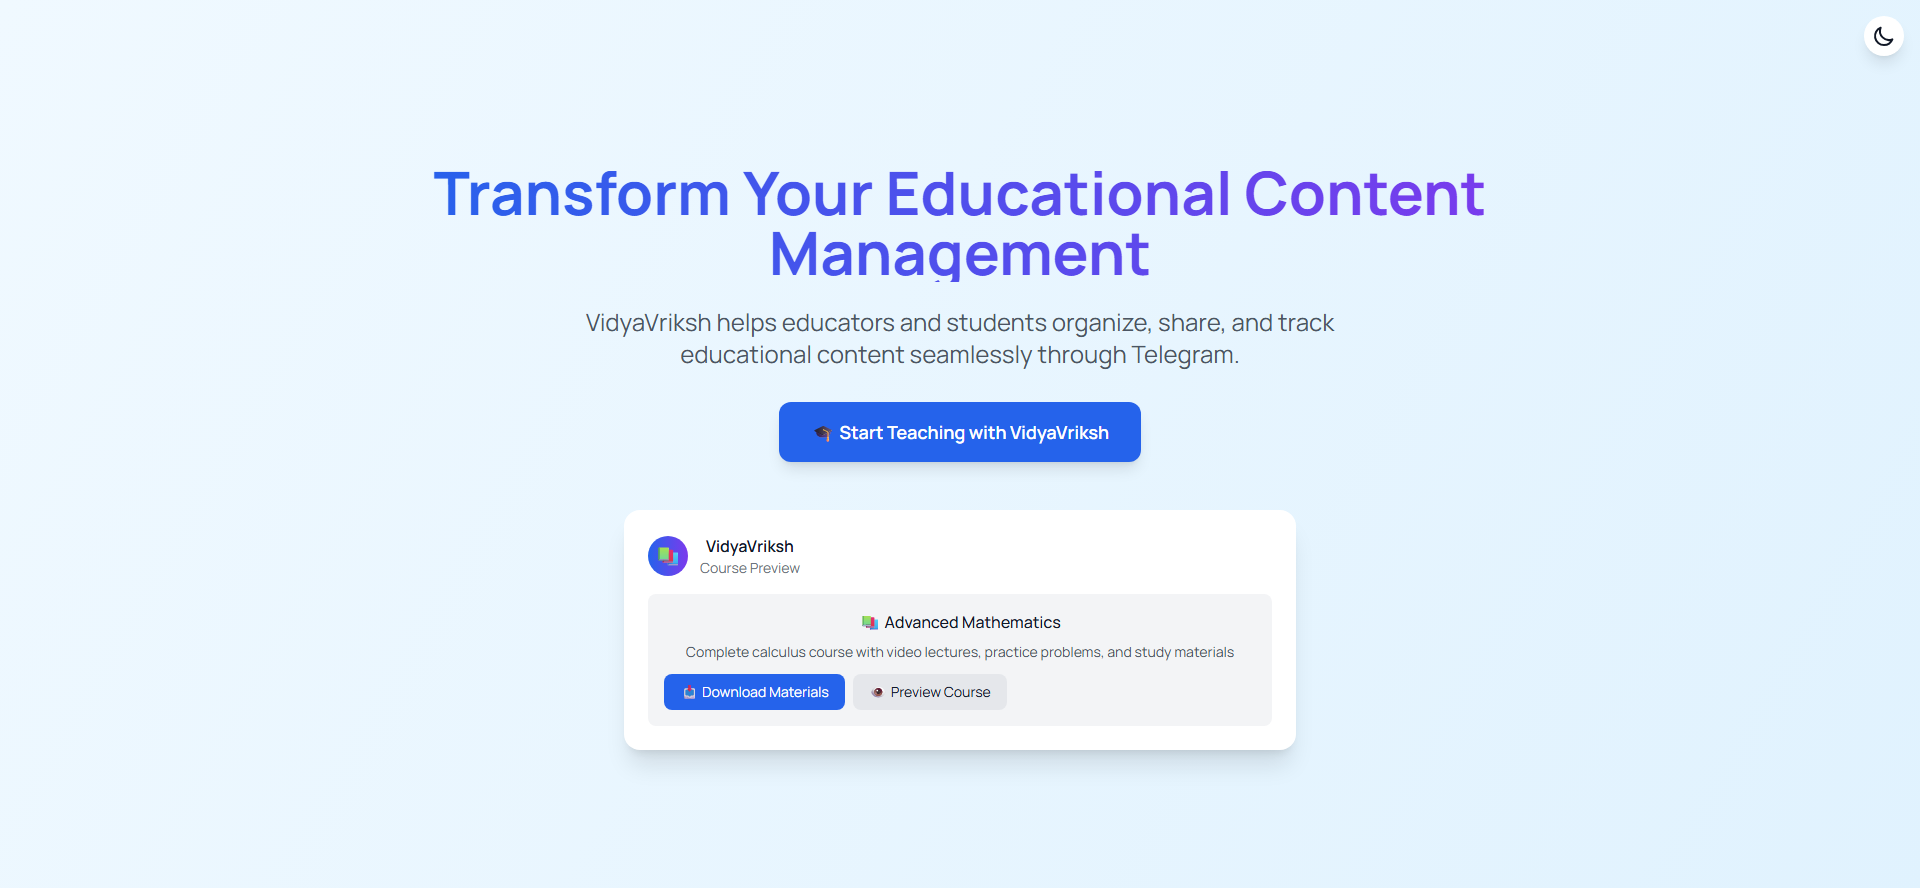 Transform Your Educational Content
Management
VidyaVriksh helps educators and students organize, share, and track
educational content seamlessly through Telegram.
Start Teaching with VidyaVriksh
VidyaVriksh
Course Preview
Advanced Mathematics
Complete calculus course with video lectures, practice problems, and study materials
Download Materials
Preview Course